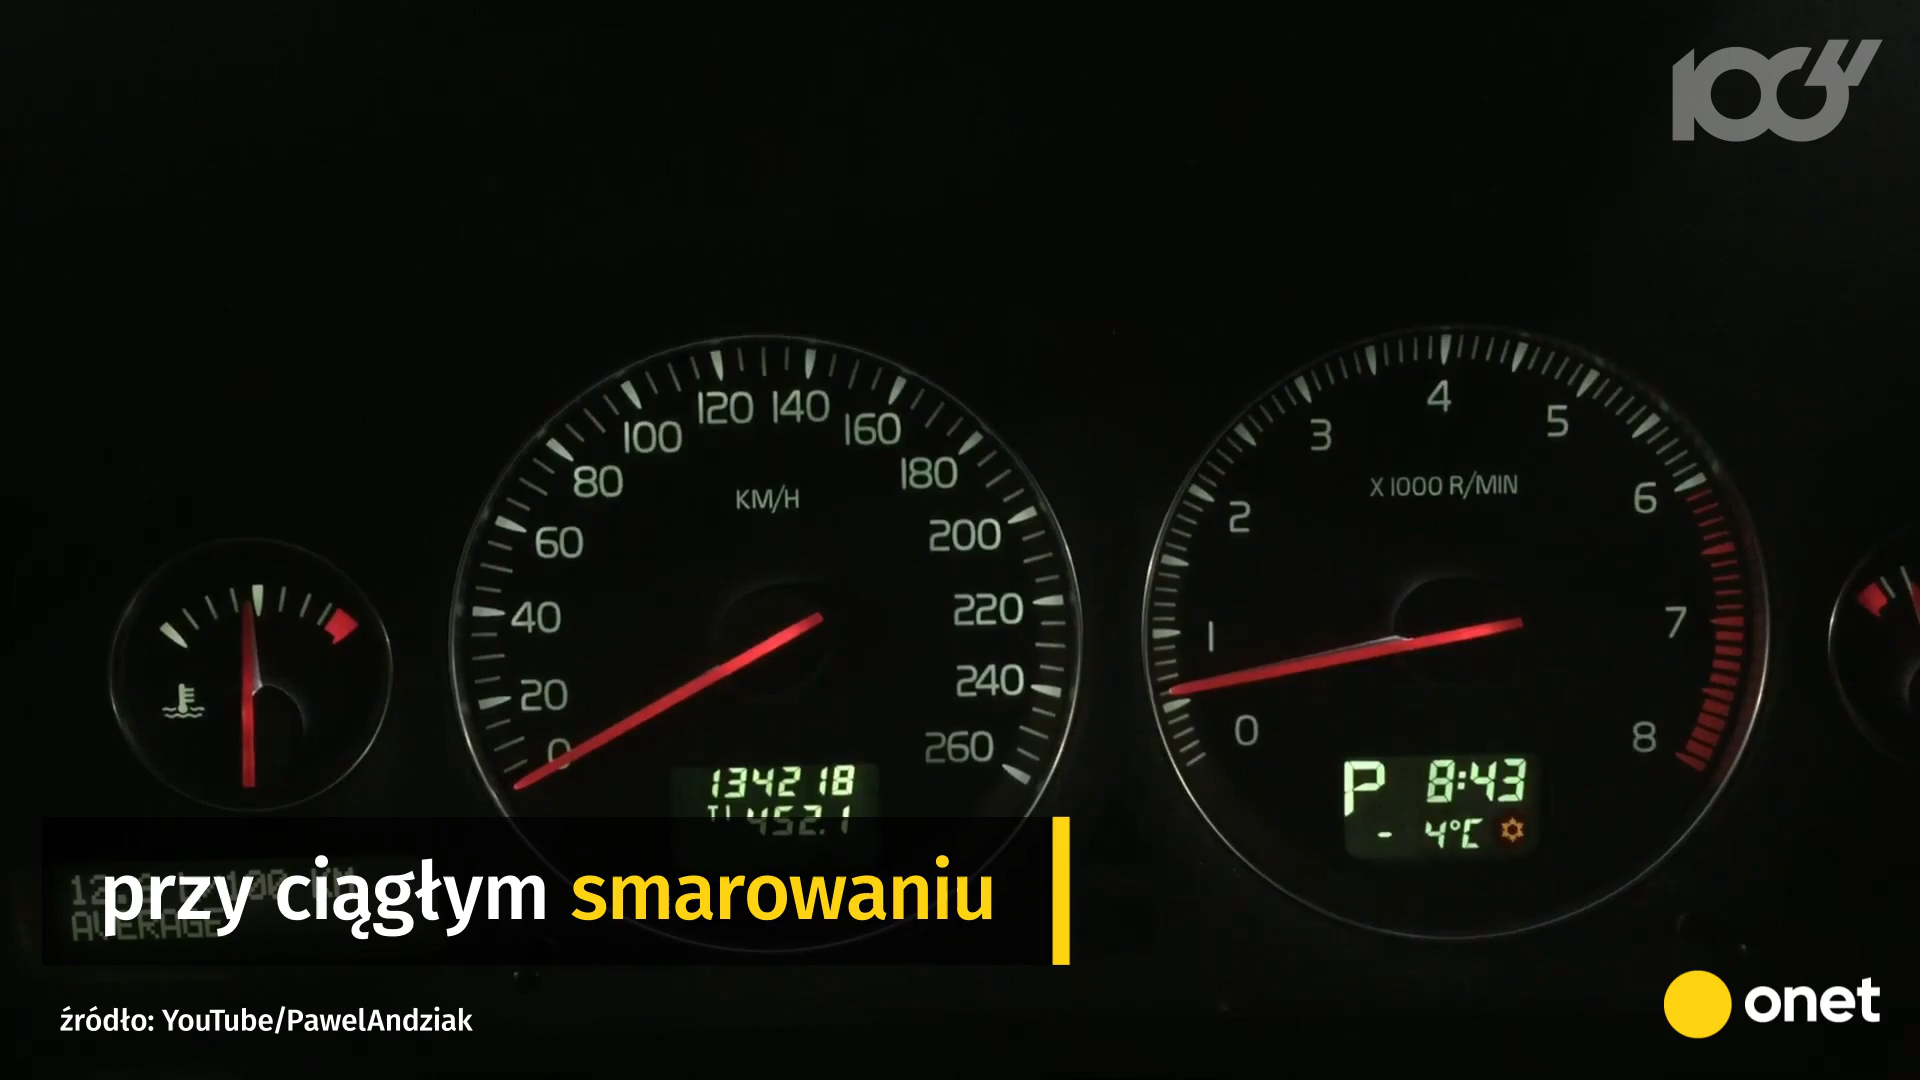 100"
120 140
100 160
80 180
KM/H
60 200
40 220
20 240
0 260
134218
452.1
4
3 5
X 1000 R/MIN
2 6
1 7
0 8
P 8:43
- 4°C
AVERAGE
przy ciągłym smarowaniu
źródło: YouTube/PawelAndziak
onet